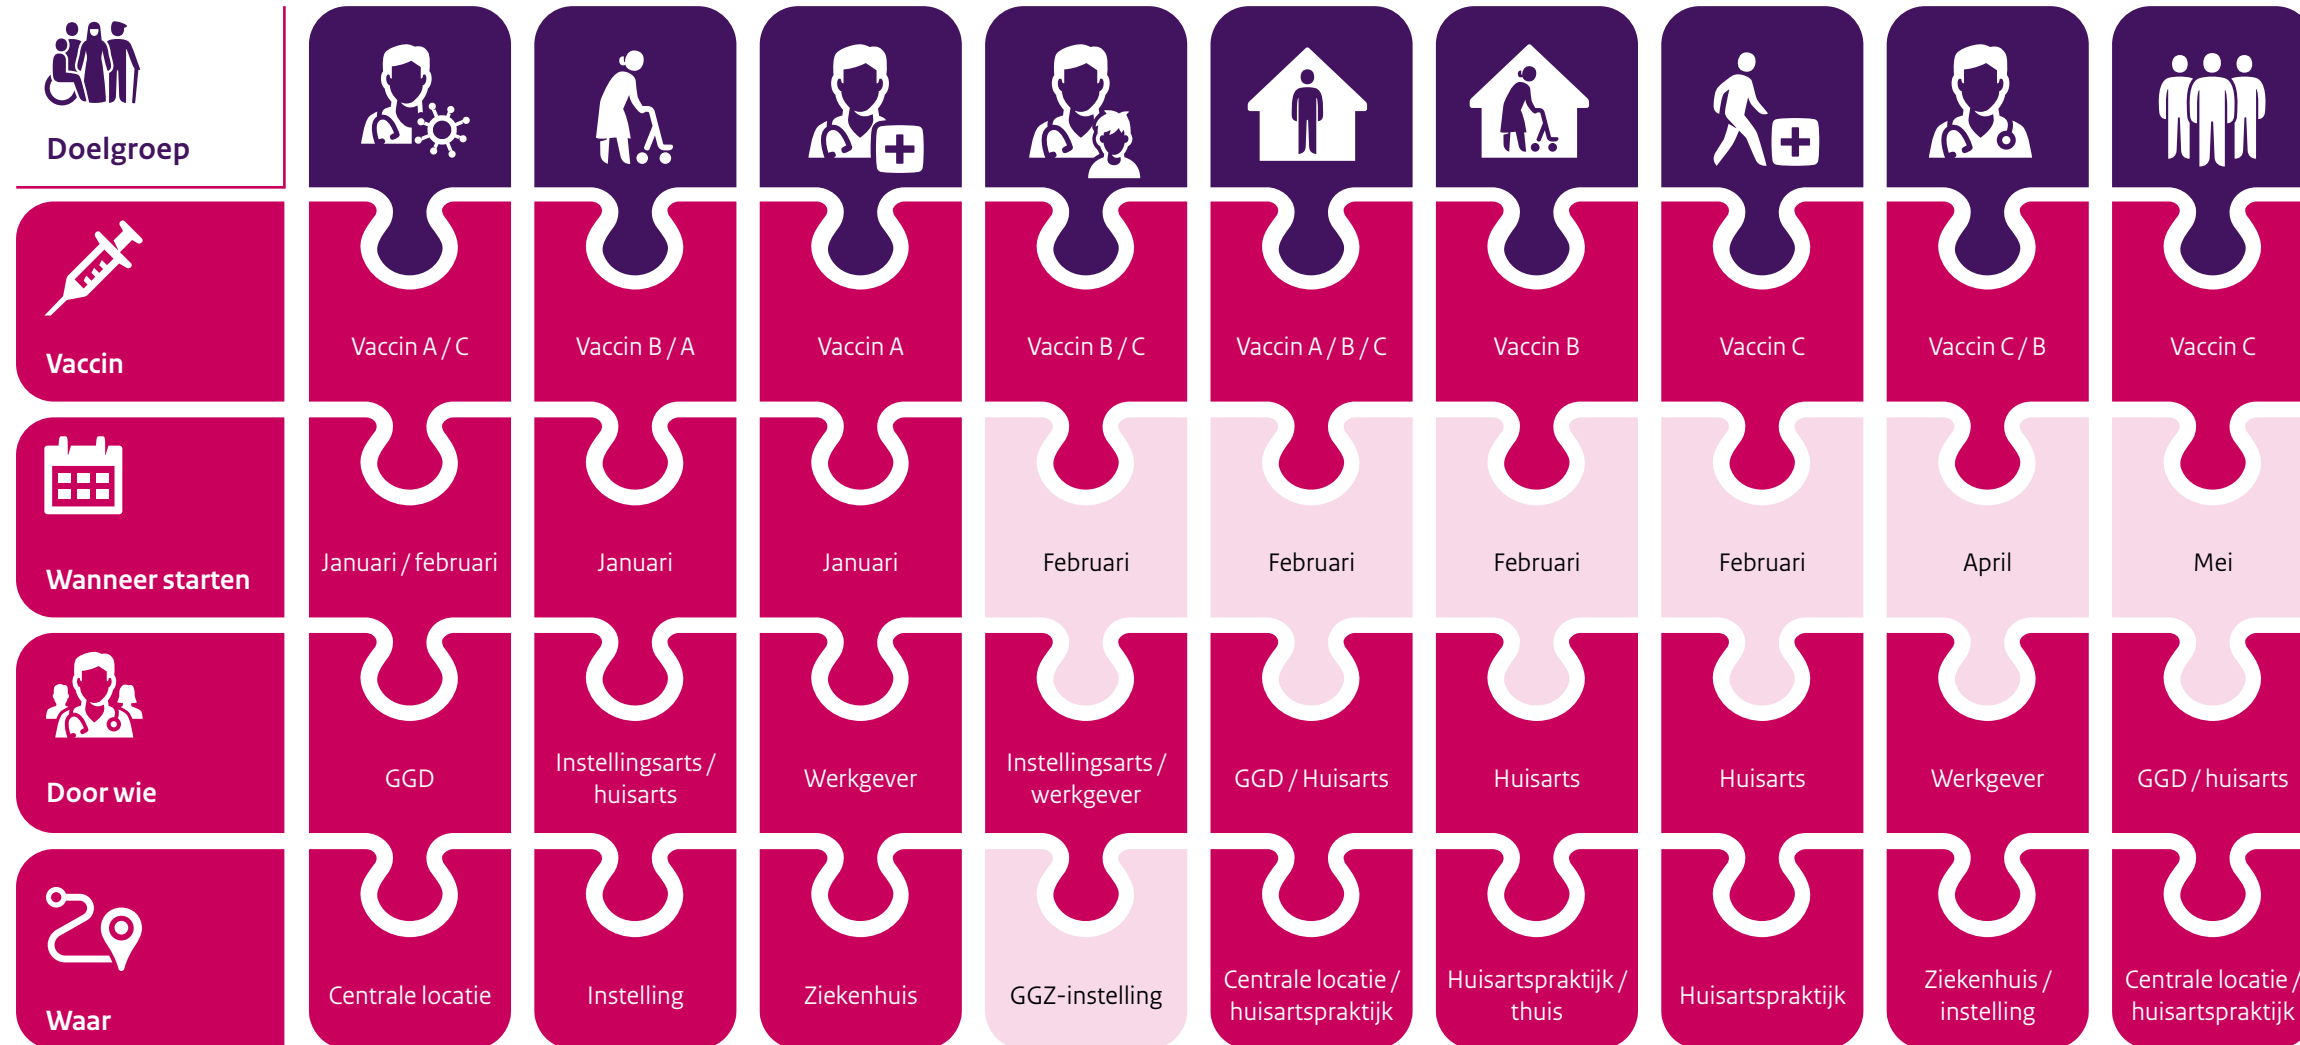 Doelgroep
Vaccin
Vaccin A / C
Vaccin B / A
Vaccin A
Vaccin B / C
Vaccin A / B / C
Vaccin B
Vaccin C
Vaccin C / B
Vaccin C
Wanneer starten
Januari / februari
Januari
Januari
Februari
Februari
Februari
Februari
April
Mei
Door wie
GGD
Instellingsarts /
huisarts
Werkgever
Instellingsarts /
werkgever
GGD / Huisarts
Huisarts
Huisarts
Werkgever
GGD / huisarts
Waar
Centrale locatie
Instelling
Ziekenhuis
GGZ-instelling
Centrale locatie /
huisartspraktijk
Huisartspraktijk /
thuis
Huisartspraktijk
Ziekenhuis /
instelling
Centrale locatie /
huisartspraktijk